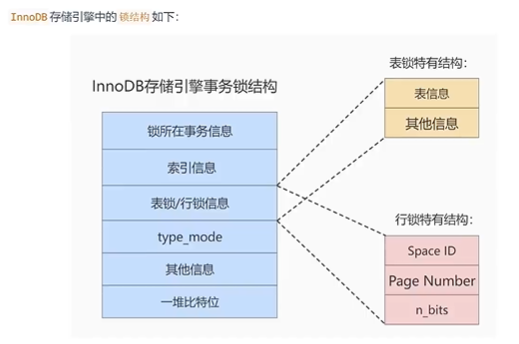 InnoDB 存储引擎中的 锁结构 如下：
InnoDB存储引擎事务锁结构
锁所在事务信息
索引信息
表锁/行锁信息
type_mode
其他信息
一堆比特位
表锁特有结构：
表信息
其他信息
行锁特有结构：
Space ID
Page Number
n_bits